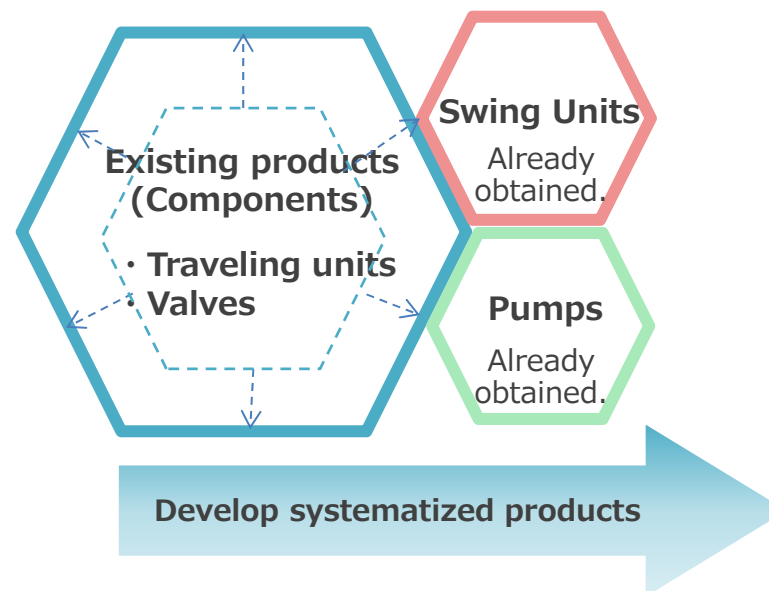 Existing products
(Components)
・Traveling units
・Valves
Swing Units
Already
obtained.
Pumps
Already
obtained.
Develop systematized products